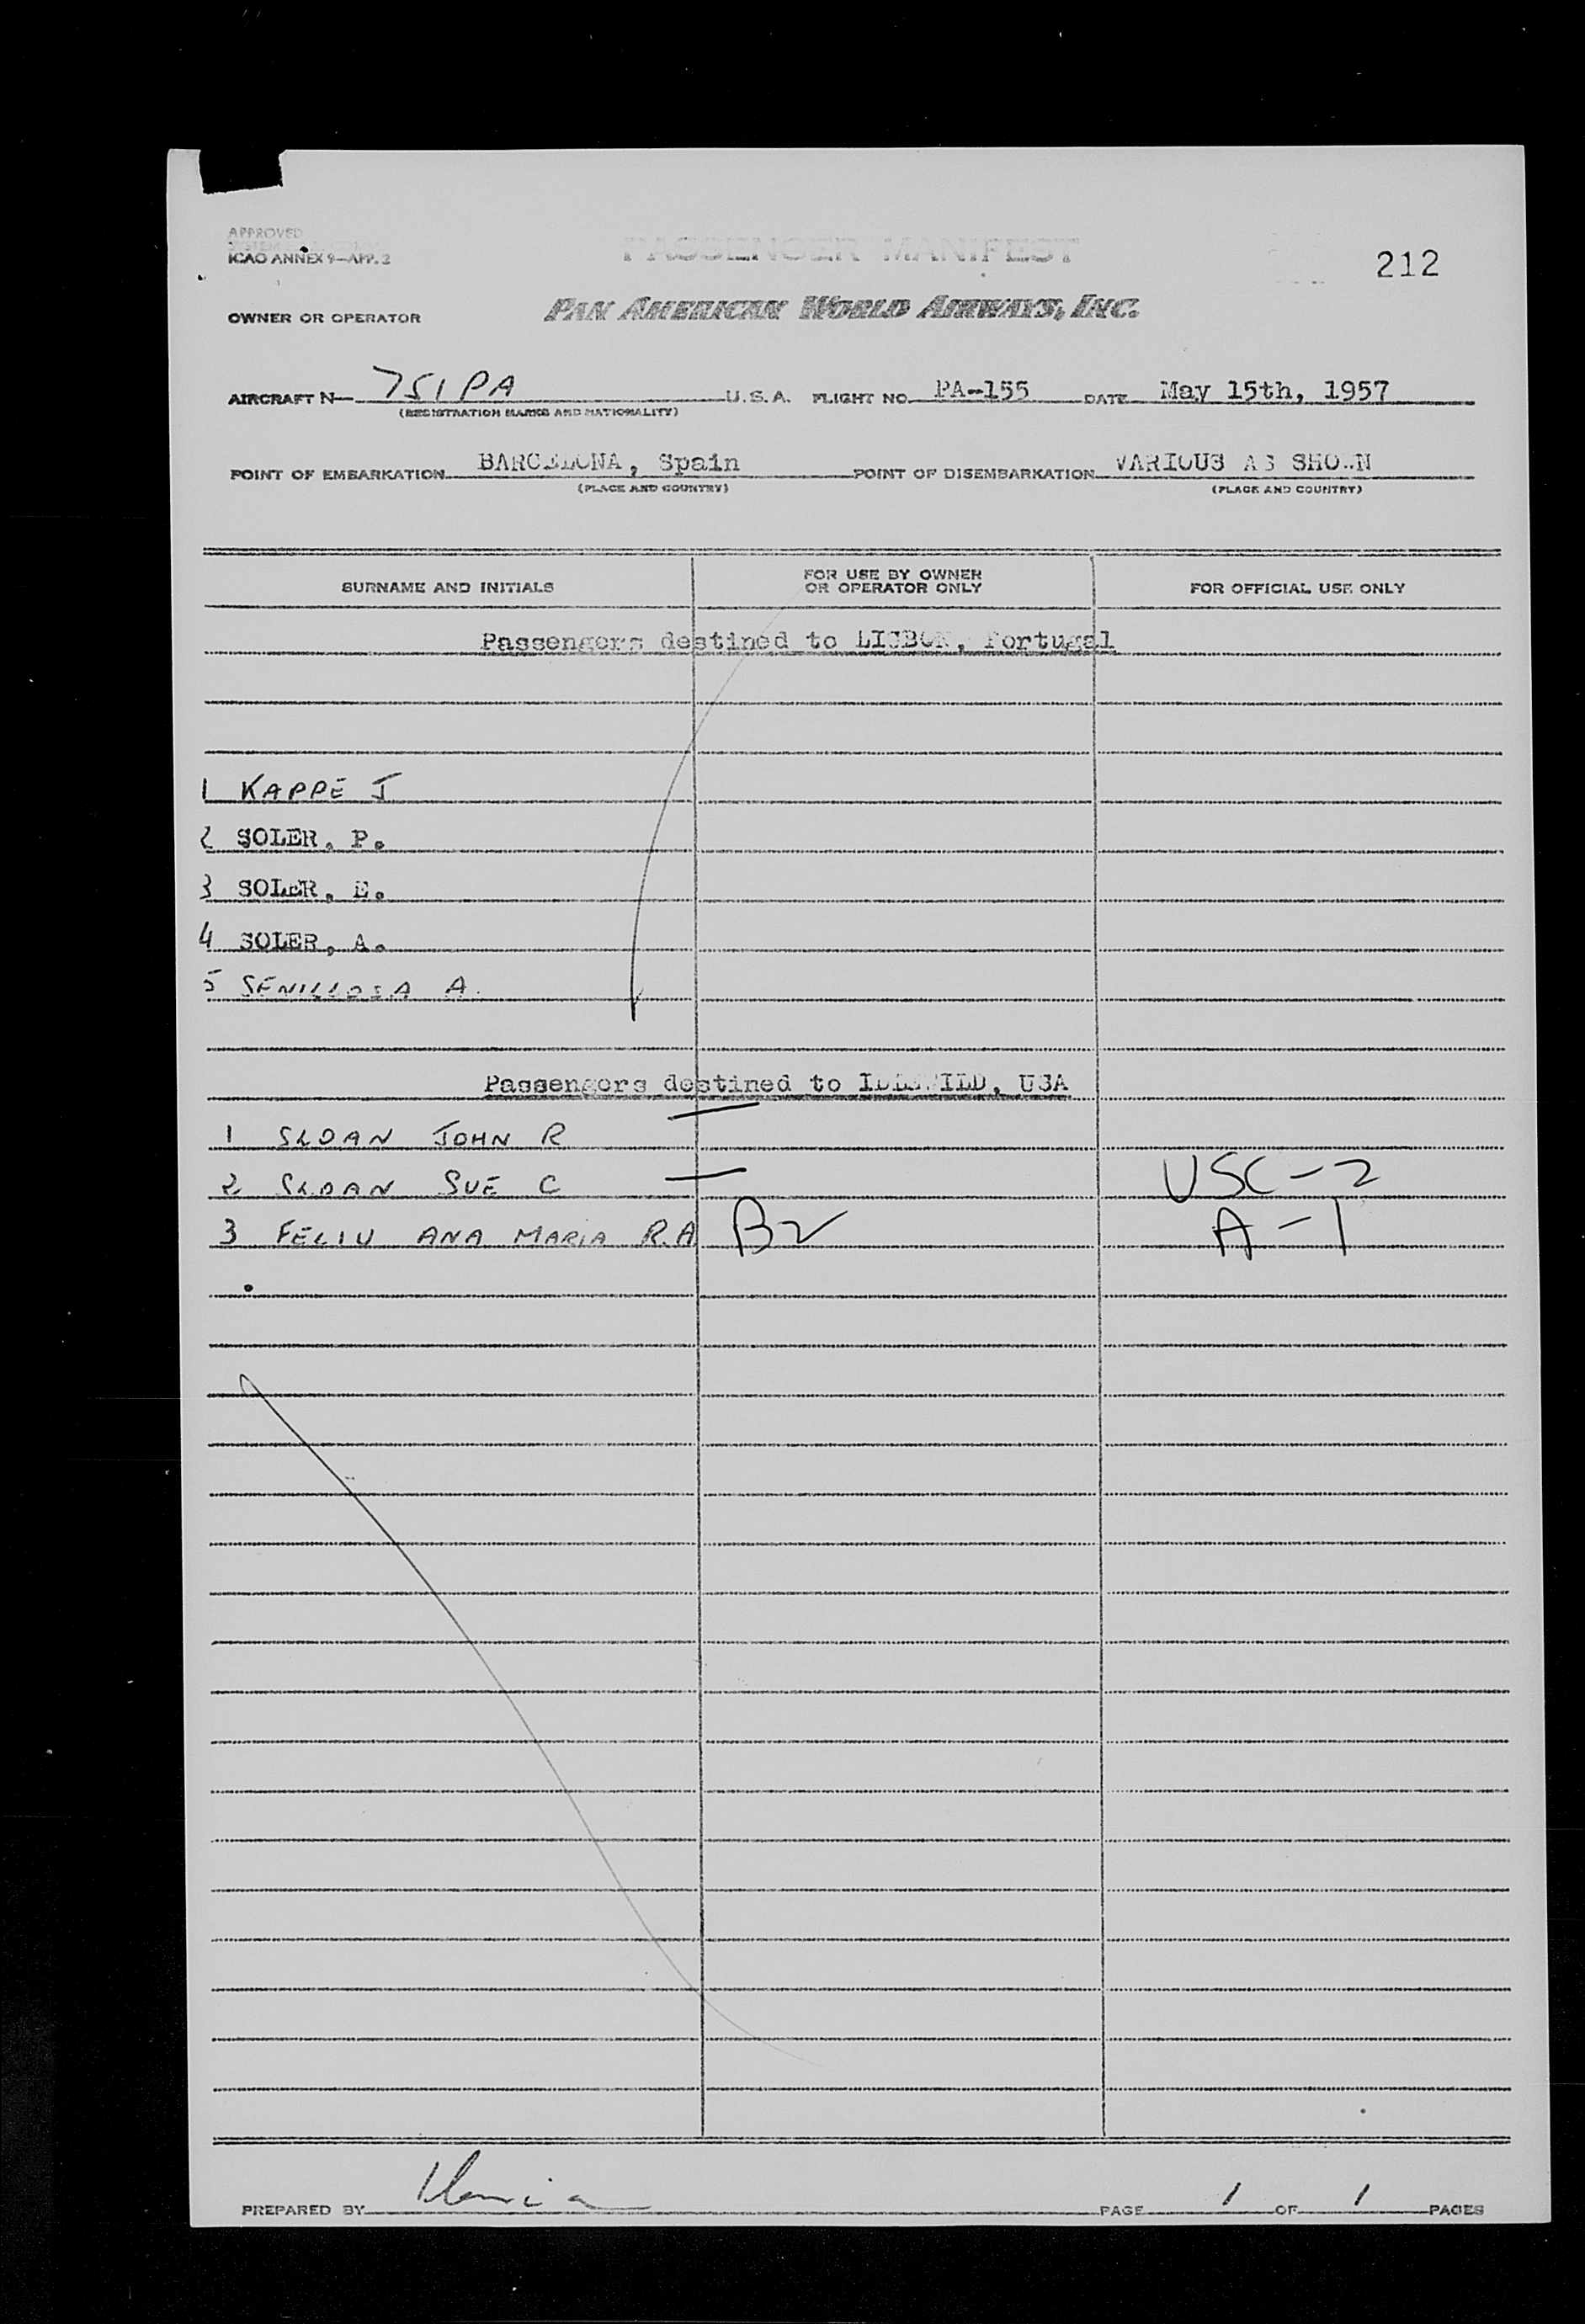 APPROVED
ICAO ANNEX 9—APP. 2
PASSENGER MANIFEST
212
OWNER OR OPERATOR PAN AMERICAN WORLD AIRWAYS, INC.
AIRCRAFT N— 751PA U.S.A. FLIGHT NO. PA-155 DATE May 15th, 1957
(REGISTRATION MARKS AND NATIONALITY)
POINT OF EMBARKATION BARCELONA, Spain POINT OF DISEMBARKATION VARIOUS AS SHOWN
(PLACE AND COUNTRY) (PLACE AND COUNTRY)
SURNAME AND INITIALS FOR USE BY OWNER OR OPERATOR ONLY FOR OFFICIAL USE ONLY
Passengers destined to LISBON, Portugal
1 KAPPE J
2 SOLER, P.
3 SOLER, E.
4 SOLER, A.
5 SENILLOSA A.
Passengers destined to IDLEWILD, USA
1 SLOAN JOHN R
2 SLOAN SUE C — USC-2
3 FELIU ANA MARIA R.A B2 A-1
PREPARED BY PAGE 1 OF 1 PAGES